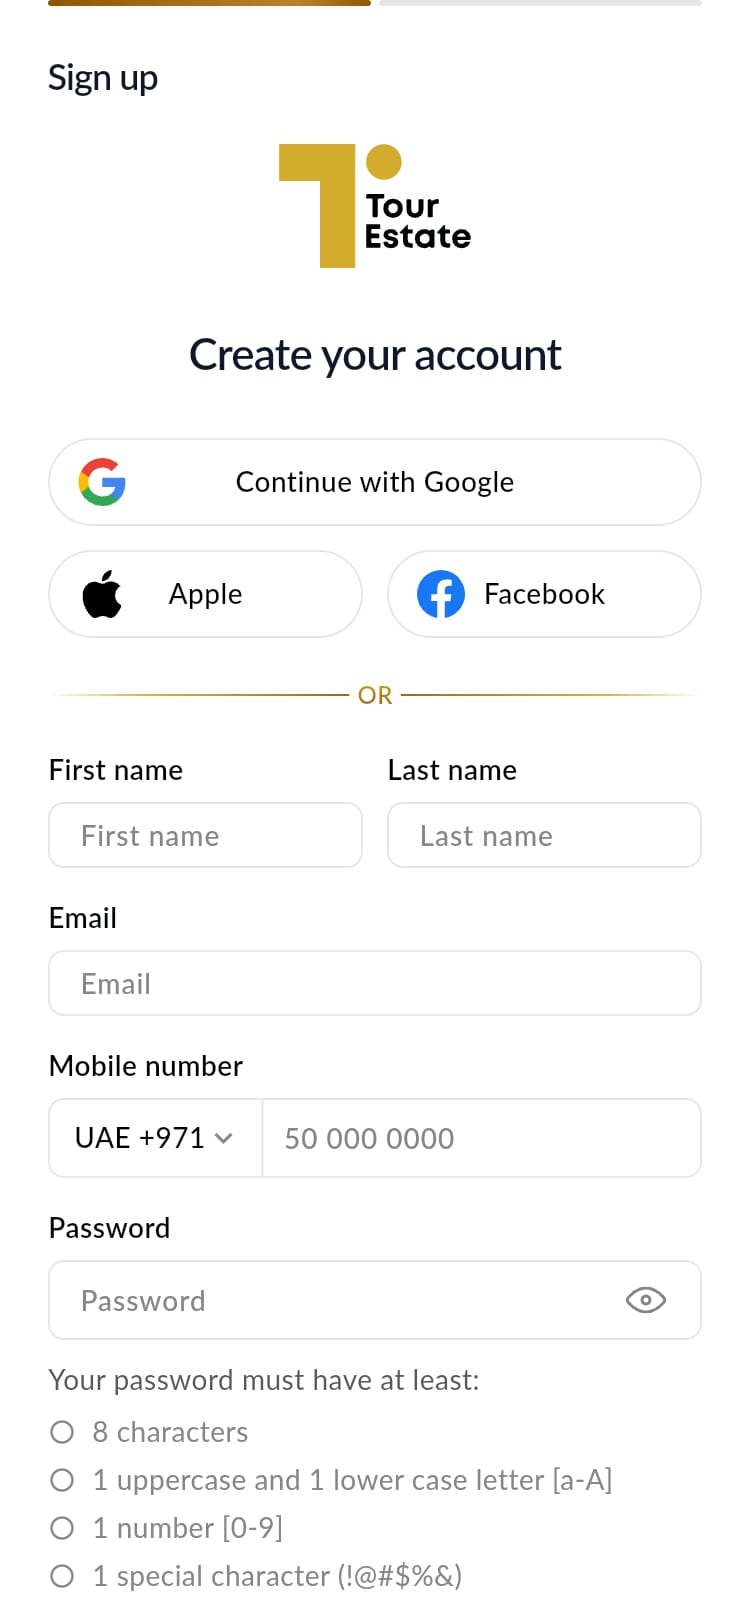 Sign up
Tour
Estate
Create your account
Continue with Google
Apple
Facebook
OR
First name
Last name
First name
Last name
Email
Email
Mobile number
UAE +971
50 000 0000
Password
Password
Your password must have at least:
8 characters
1 uppercase and 1 lower case letter [a-A]
1 number [0-9]
1 special character (!@#$%&)